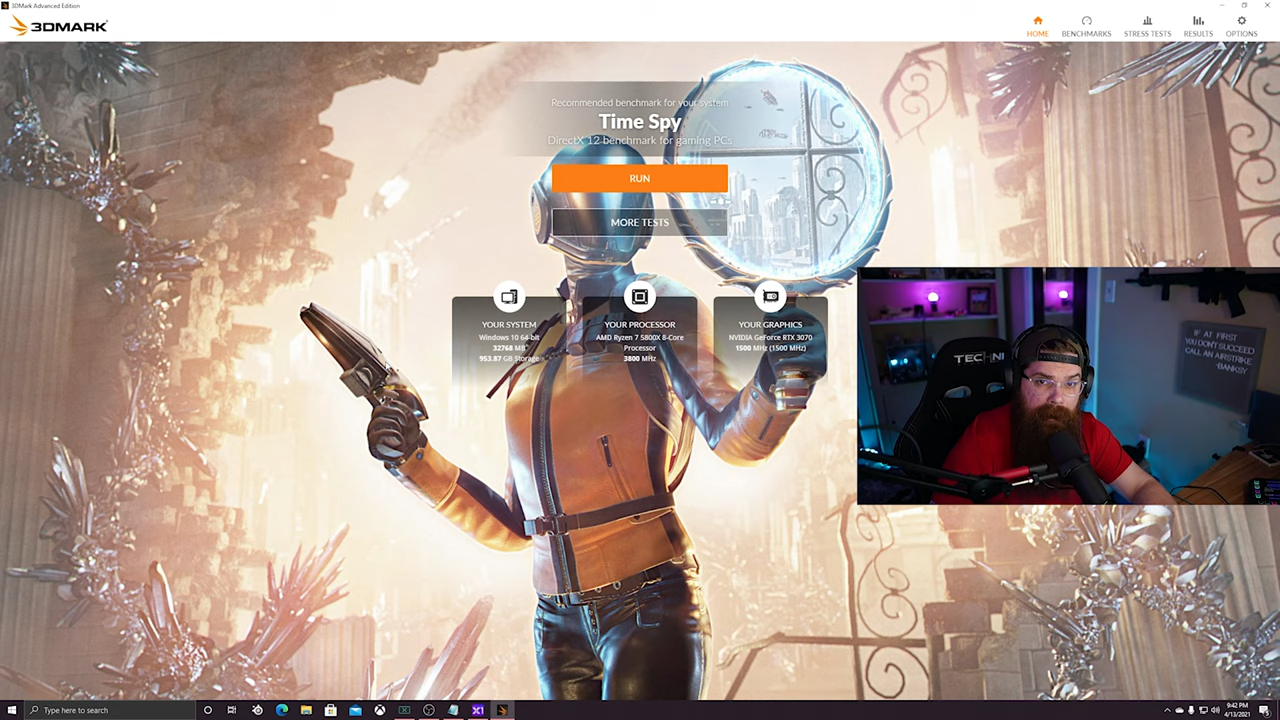 3DMark Advanced Edition
3DMARK
HOME
BENCHMARKS
STRESS TESTS
RESULTS
OPTIONS
Recommended benchmark for your system
Time Spy
DirectX 12 benchmark for gaming PCs
RUN
MORE TESTS
YOUR SYSTEM
Windows 10 64-bit
32768 MB
953.87 GB Storage
YOUR PROCESSOR
AMD Ryzen 7 5800X 8-Core
Processor
3800 MHz
YOUR GRAPHICS
NVIDIA GeForce RTX 3070
1500 MHz (1500 MHz)
TECHNI
IF AT FIRST
YOU DON'T SUCCEED
CALL AN AIRSTRIKE
-BANKSY
Type here to search
X1
9:42 PM
4/13/2021